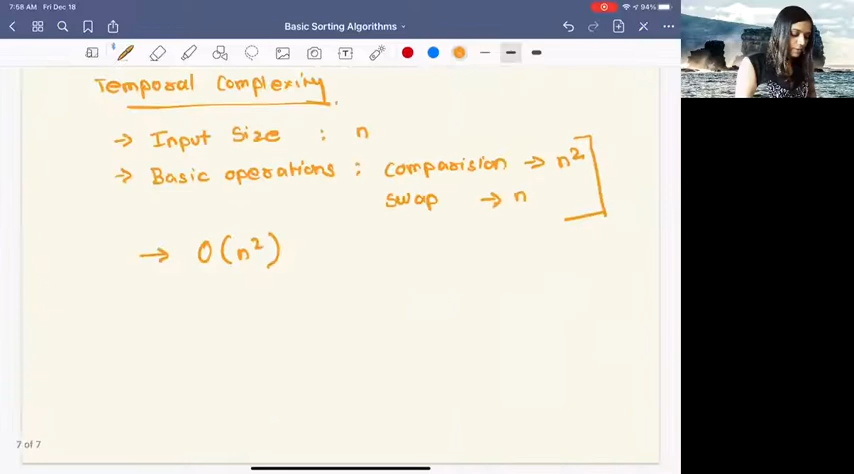 7:58 AM Fri Dec 18
94%
Basic Sorting Algorithms
Temporal Complexity
→ Input Size : n
→ Basic operations : comparision → n²
swap → n
→ O(n²)
7 of 7